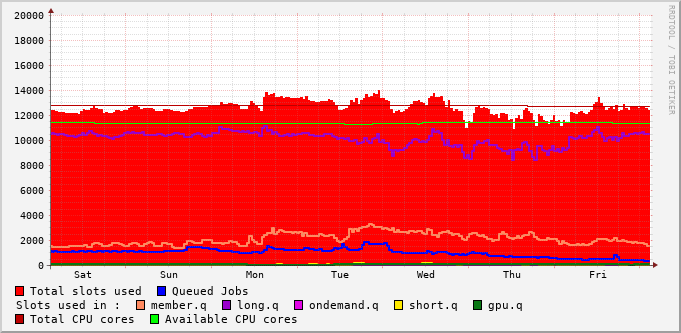 RRDTOOL / TOBI OETIKER
20000
18000
16000
14000
12000
10000
8000
6000
4000
2000
0
Sat Sun Mon Tue Wed Thu Fri
Total slots used Queued Jobs
Slots used in : member.q long.q ondemand.q short.q gpu.q
Total CPU cores Available CPU cores